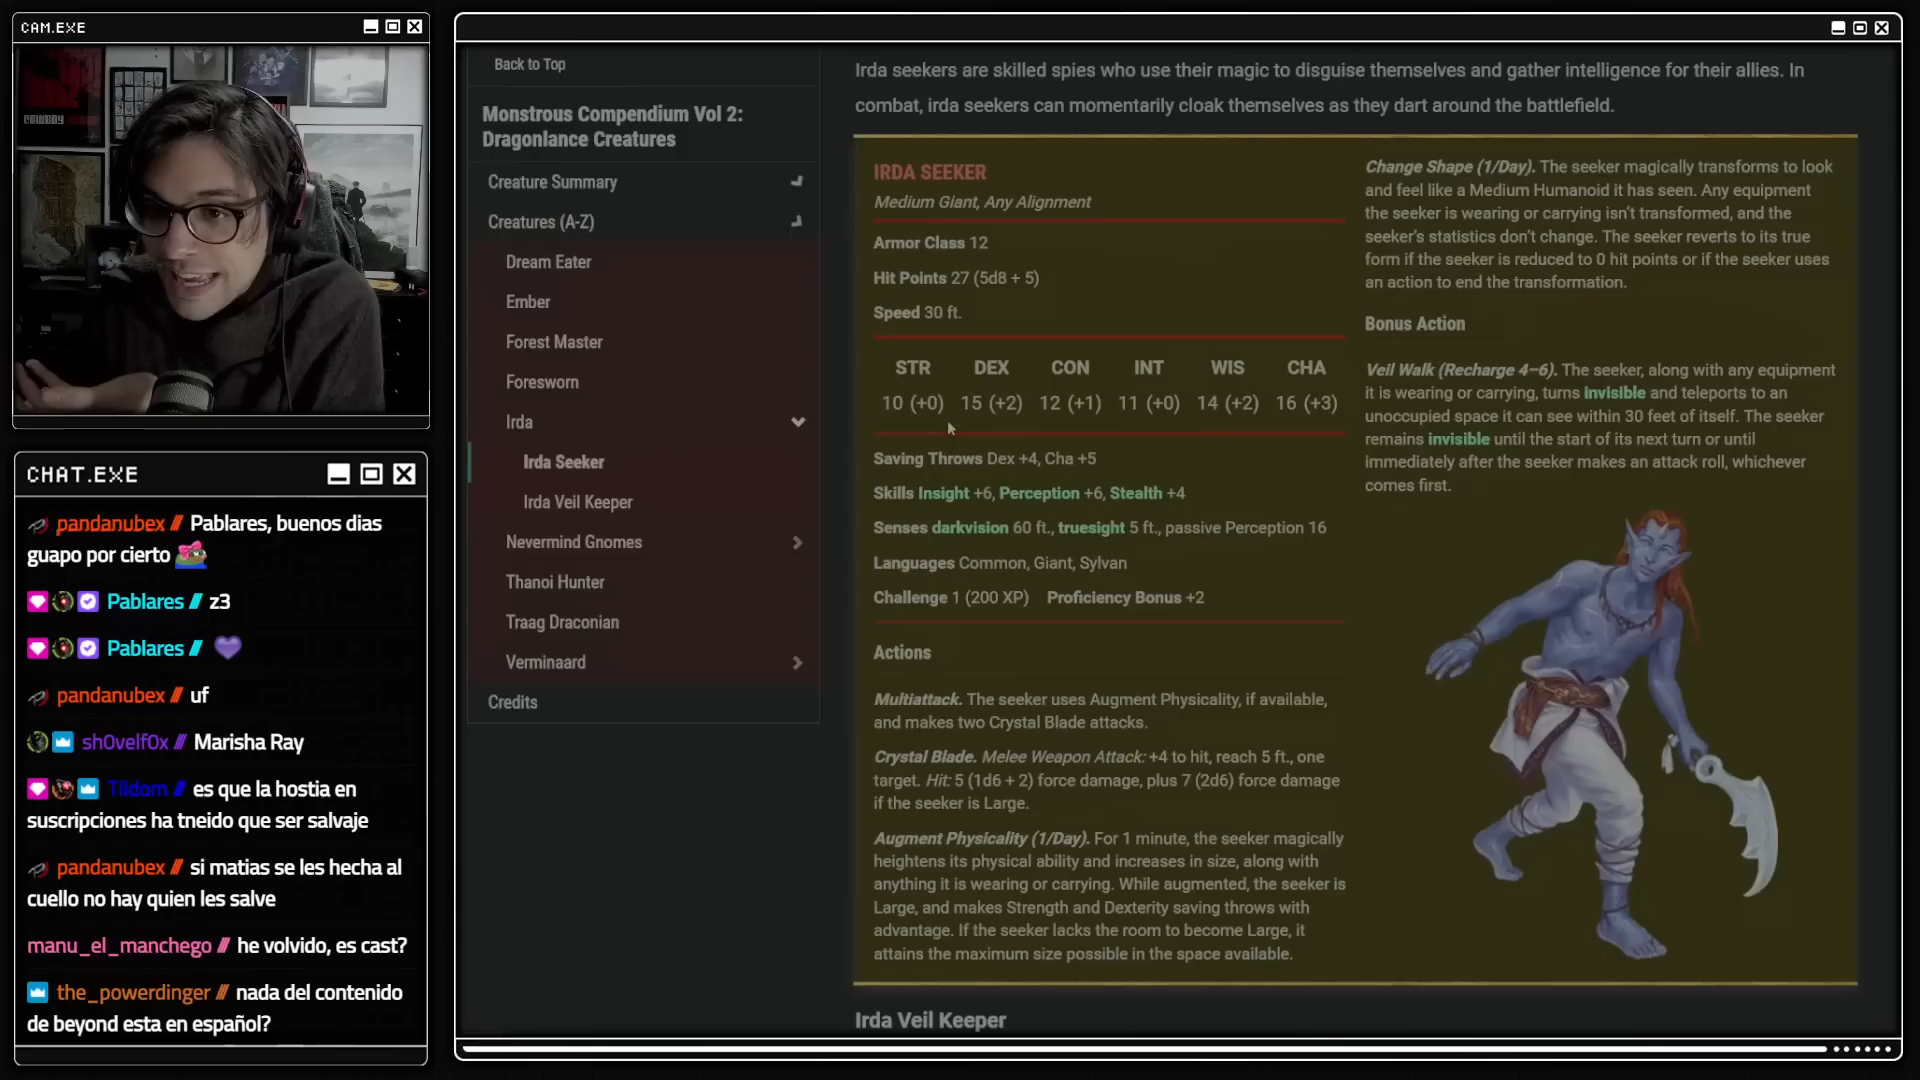 CAM.EXE
COWBOY
CHAT.EXE
pandanubex // Pablares, buenos dias
guapo por cierto
Pablares // z3
Pablares //
pandanubex // uf
sh0velf0x // Marisha Ray
Tildom // es que la hostia en
suscripciones ha tneido que ser salvaje
pandanubex // si matias se les hecha al
cuello no hay quien les salve
manu_el_manchego // he volvido, es cast?
the_powerdinger // nada del contenido
de beyond esta en español?
Back to Top
Monstrous Compendium Vol 2:
Dragonlance Creatures
Creature Summary
Creatures (A-Z)
Dream Eater
Ember
Forest Master
Foresworn
Irda
Irda Seeker
Irda Veil Keeper
Nevermind Gnomes
Thanoi Hunter
Traag Draconian
Verminaard
Credits
Irda seekers are skilled spies who use their magic to disguise themselves and gather intelligence for their allies. In
combat, irda seekers can momentarily cloak themselves as they dart around the battlefield.
IRDA SEEKER
Medium Giant, Any Alignment
Armor Class 12
Hit Points 27 (5d8 + 5)
Speed 30 ft.
STR DEX CON INT WIS CHA
10 (+0) 15 (+2) 12 (+1) 11 (+0) 14 (+2) 16 (+3)
Saving Throws Dex +4, Cha +5
Skills Insight +6, Perception +6, Stealth +4
Senses darkvision 60 ft., truesight 5 ft., passive Perception 16
Languages Common, Giant, Sylvan
Challenge 1 (200 XP) Proficiency Bonus +2
Actions
Multiattack. The seeker uses Augment Physicality, if available,
and makes two Crystal Blade attacks.
Crystal Blade. Melee Weapon Attack: +4 to hit, reach 5 ft., one
target. Hit: 5 (1d6 + 2) force damage, plus 7 (2d6) force damage
if the seeker is Large.
Augment Physicality (1/Day). For 1 minute, the seeker magically
heightens its physical ability and increases in size, along with
anything it is wearing or carrying. While augmented, the seeker is
Large, and makes Strength and Dexterity saving throws with
advantage. If the seeker lacks the room to become Large, it
attains the maximum size possible in the space available.
Change Shape (1/Day). The seeker magically transforms to look
and feel like a Medium Humanoid it has seen. Any equipment
the seeker is wearing or carrying isn't transformed, and the
seeker's statistics don't change. The seeker reverts to its true
form if the seeker is reduced to 0 hit points or if the seeker uses
an action to end the transformation.
Bonus Action
Veil Walk (Recharge 4–6). The seeker, along with any equipment
it is wearing or carrying, turns invisible and teleports to an
unoccupied space it can see within 30 feet of itself. The seeker
remains invisible until the start of its next turn or until
immediately after the seeker makes an attack roll, whichever
comes first.
Irda Veil Keeper